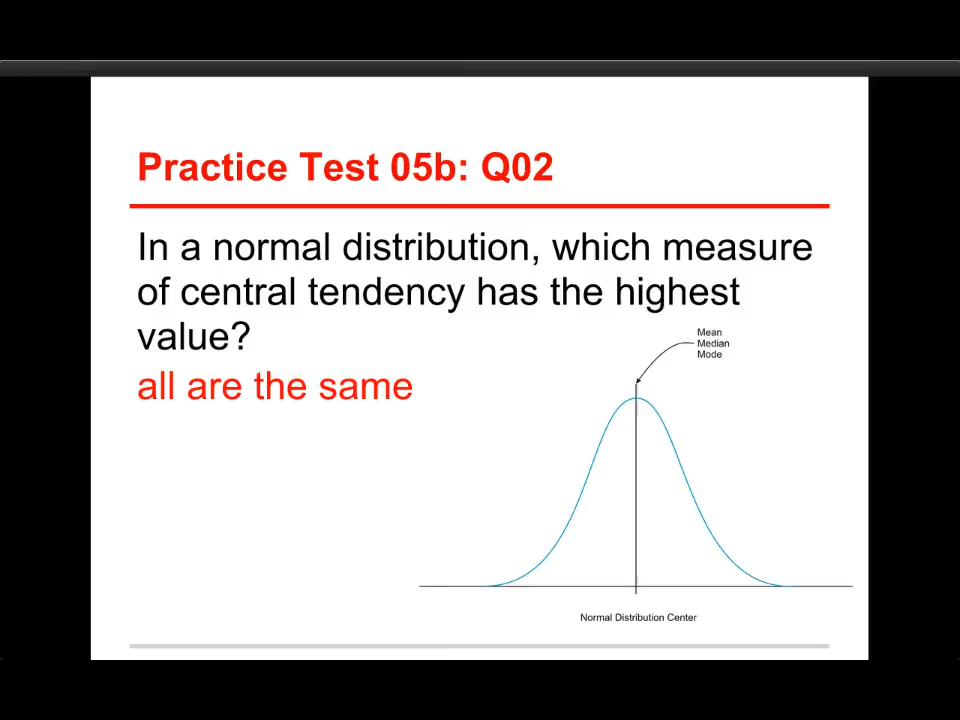 Practice Test 05b: Q02
In a normal distribution, which measure
of central tendency has the highest
value?
all are the same
Mean
Median
Mode
Normal Distribution Center